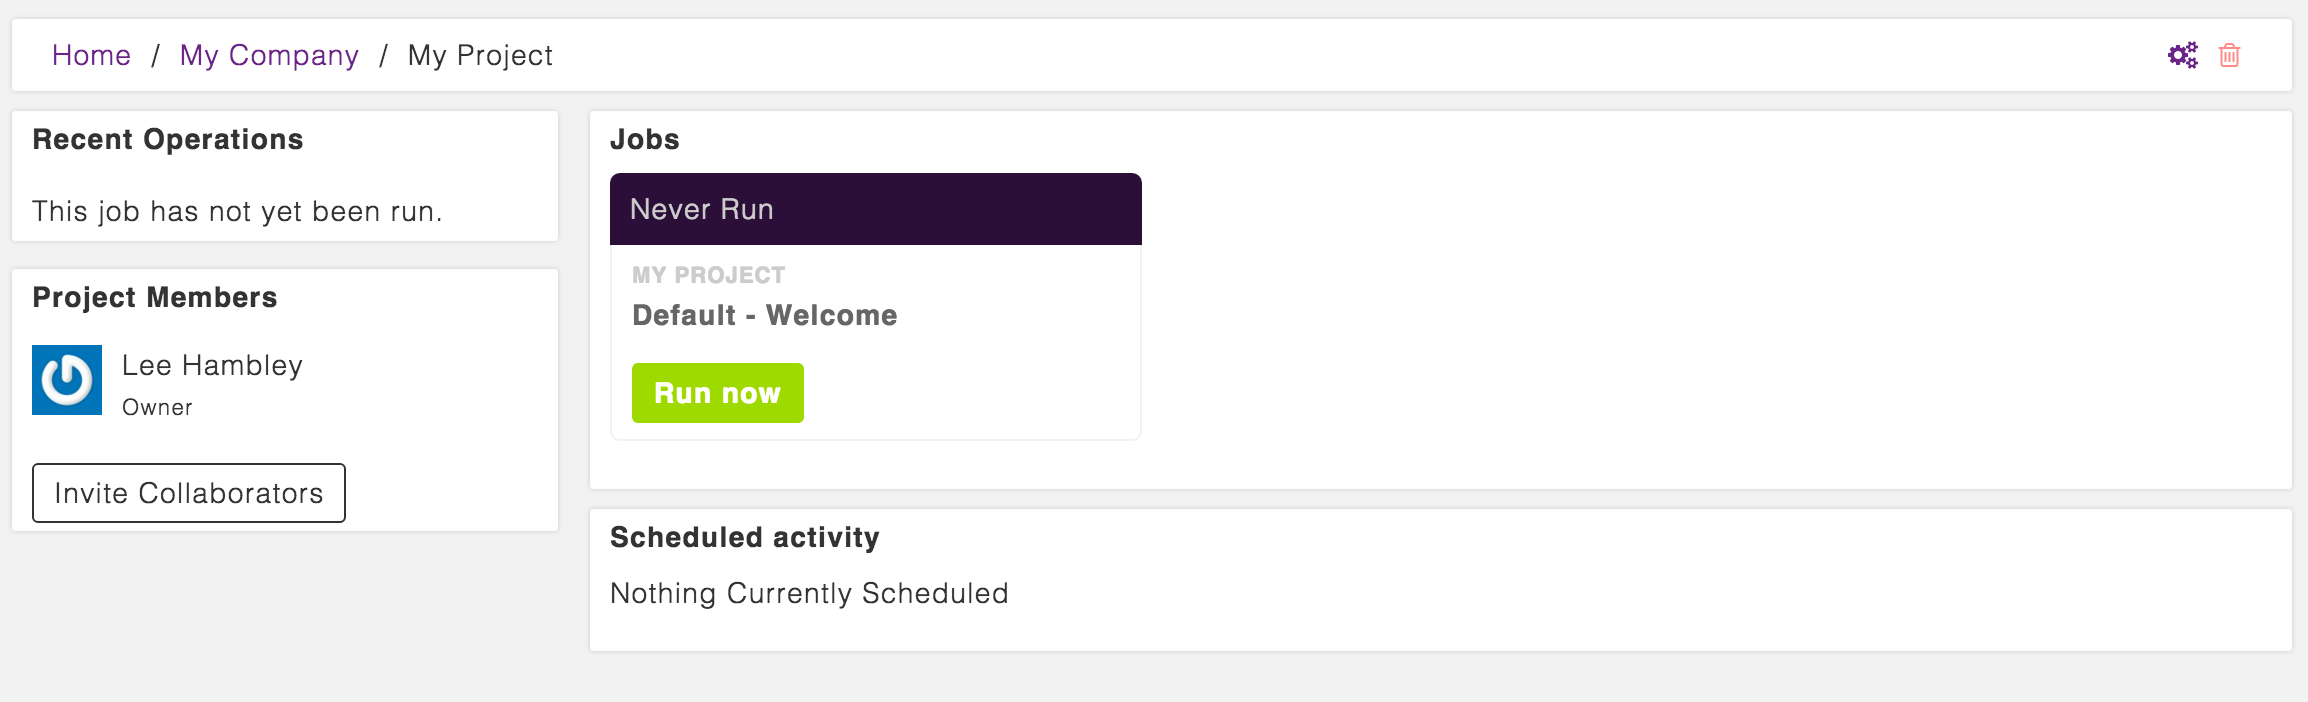 Home / My Company / My Project
Recent Operations
This job has not yet been run.
Project Members
Lee Hambley
Owner
Invite Collaborators
Jobs
Never Run
MY PROJECT
Default - Welcome
Run now
Scheduled activity
Nothing Currently Scheduled